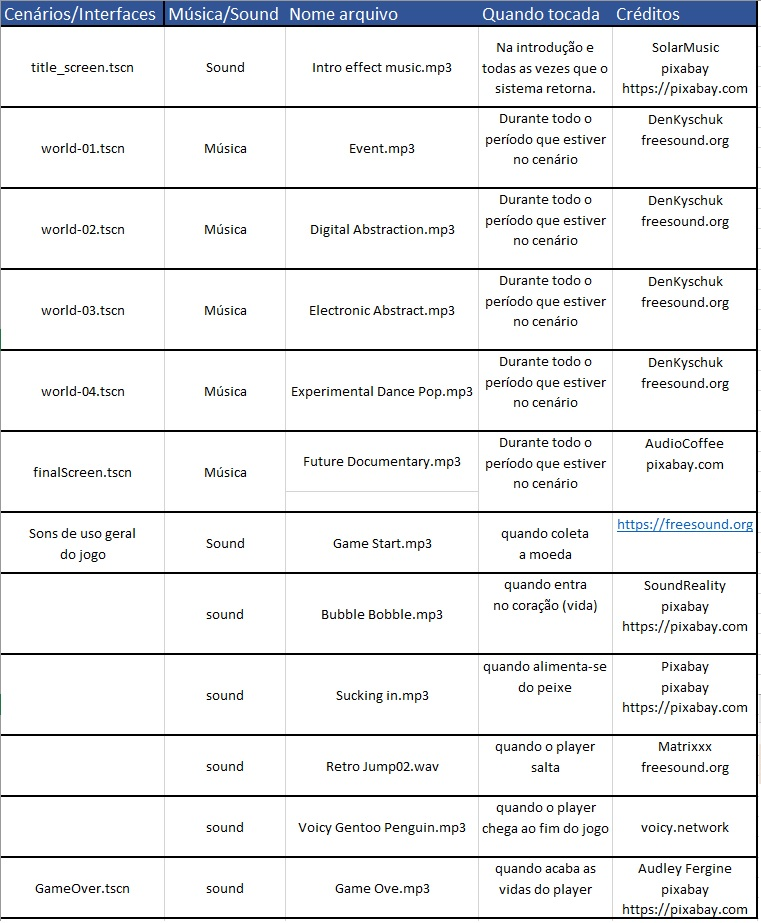 Cenários/Interfaces Música/Sound Nome arquivo Quando tocada Créditos
title_screen.tscn Sound Intro effect music.mp3
Na introdução e
todas as vezes que o
sistema retorna.
SolarMusic
pixabay
https://pixabay.com
world-01.tscn Música Event.mp3
Durante todo o
período que estiver
no cenário
DenKyschuk
freesound.org
world-02.tscn Música Digital Abstraction.mp3
Durante todo o
período que estiver
no cenário
DenKyschuk
freesound.org
world-03.tscn Música Electronic Abstract.mp3
Durante todo o
período que estiver
no cenário
DenKyschuk
freesound.org
world-04.tscn Música Experimental Dance Pop.mp3
Durante todo o
período que estiver
no cenário
DenKyschuk
freesound.org
finalScreen.tscn Música Future Documentary.mp3
Durante todo o
período que estiver
no cenário
AudioCoffee
pixabay.com
Sons de uso geral
do jogo
Sound Game Start.mp3
quando coleta
a moeda
https://freesound.org
sound Bubble Bobble.mp3
quando entra
no coração (vida)
SoundReality
pixabay
https://pixabay.com
sound Sucking in.mp3
quando alimenta-se
do peixe
Pixabay
pixabay
https://pixabay.com
sound Retro Jump02.wav
quando o player
salta
Matrixxx
freesound.org
sound Voicy Gentoo Penguin.mp3
quando o player
chega ao fim do jogo
voicy.network
GameOver.tscn sound Game Ove.mp3
quando acaba as
vidas do player
Audley Fergine
pixabay
https://pixabay.com